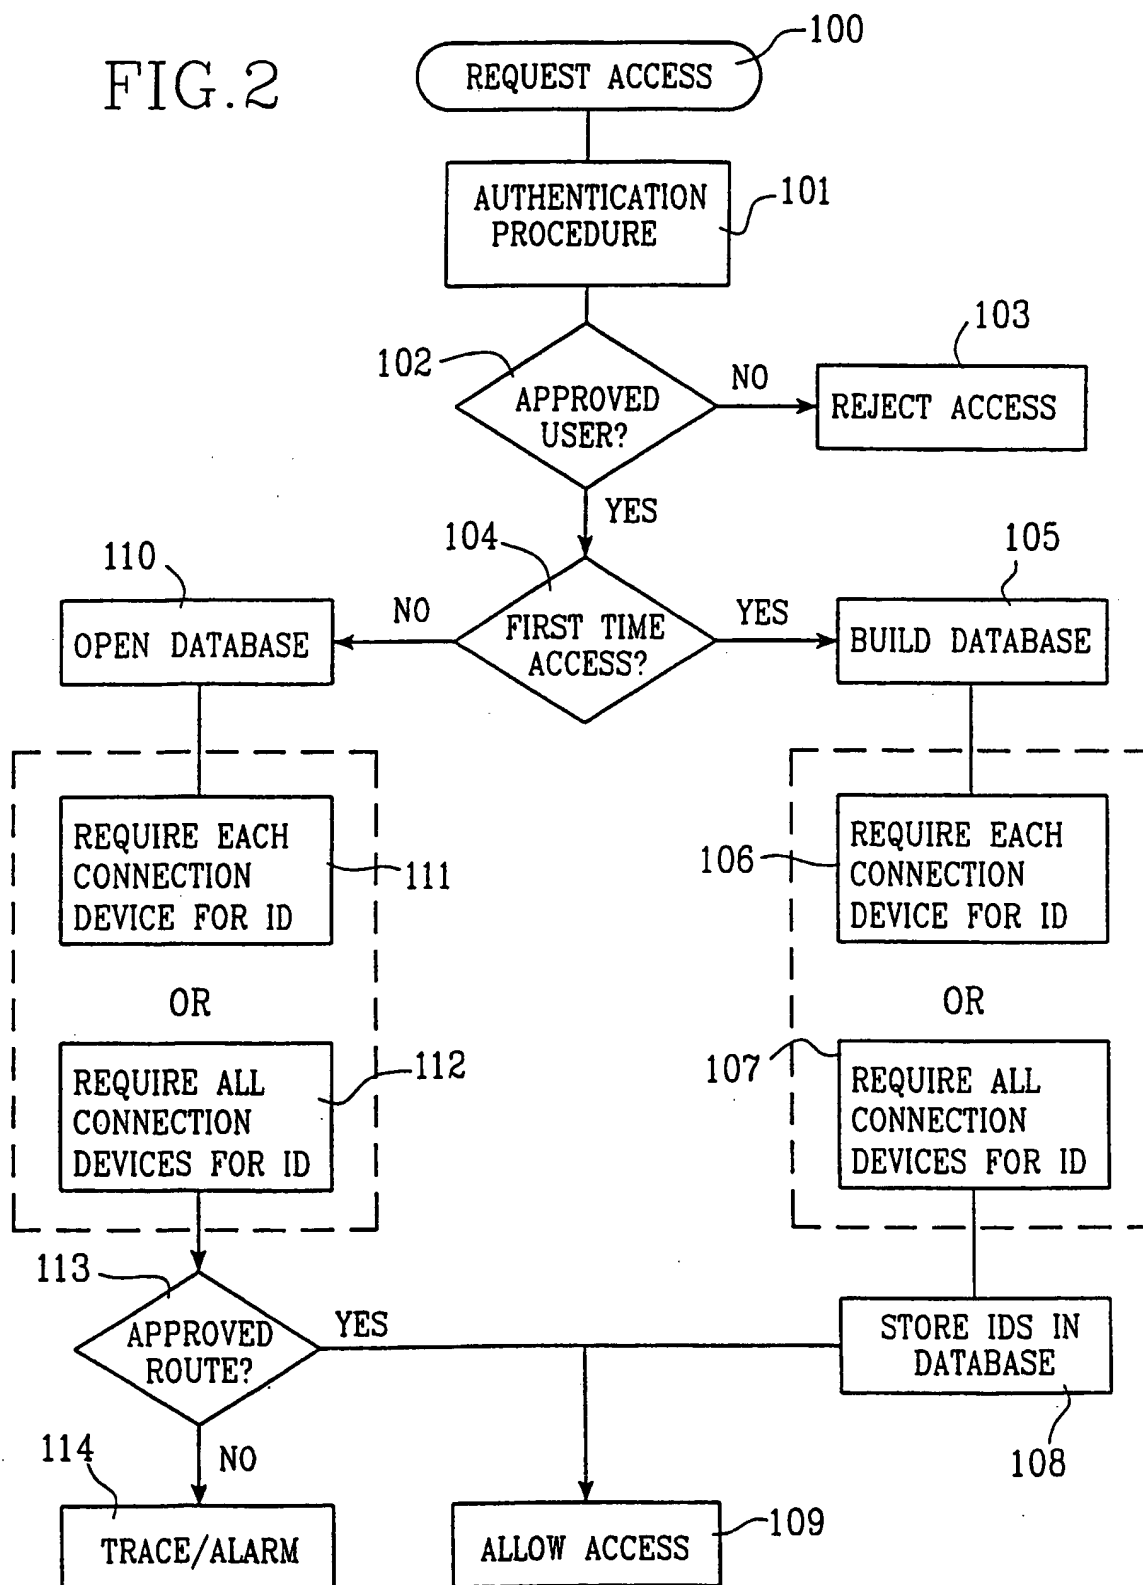 FIG.2
100
REQUEST ACCESS
101
AUTHENTICATION
PROCEDURE
102
APPROVED
USER?
NO
103
REJECT ACCESS
YES
104
FIRST TIME
ACCESS?
NO
YES
110
OPEN DATABASE
105
BUILD DATABASE
REQUIRE EACH
CONNECTION
DEVICE FOR ID
111
106
REQUIRE EACH
CONNECTION
DEVICE FOR ID
OR
OR
REQUIRE ALL
CONNECTION
DEVICES FOR ID
112
107
REQUIRE ALL
CONNECTION
DEVICES FOR ID
113
APPROVED
ROUTE?
YES
STORE IDS IN
DATABASE
108
NO
114
TRACE/ALARM
ALLOW ACCESS
109